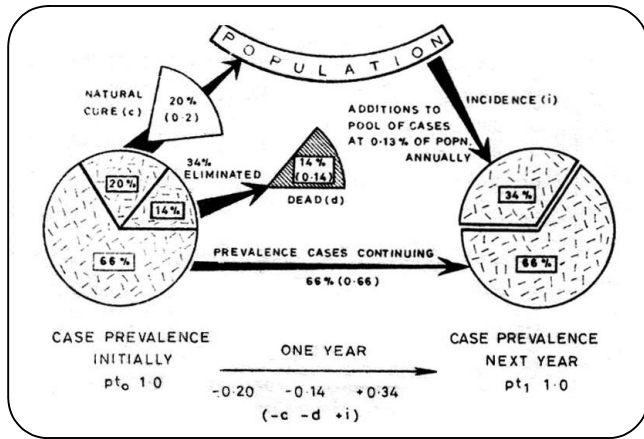 POPULATION
NATURAL
CURE (c)
20%
(0·2)
INCIDENCE (i)
ADDITIONS TO
POOL OF CASES
AT 0·13% OF POPN.
ANNUALLY
34%
ELIMINATED
14%
(0·14)
DEAD (d)
20%
14%
66%
PREVALENCE CASES CONTINUING
66% (0·66)
34%
66%
CASE PREVALENCE
INITIALLY
pt₀ 1·0
ONE YEAR
-0·20 -0·14 +0·34
(-c -d +i)
CASE PREVALENCE
NEXT YEAR
pt₁ 1·0